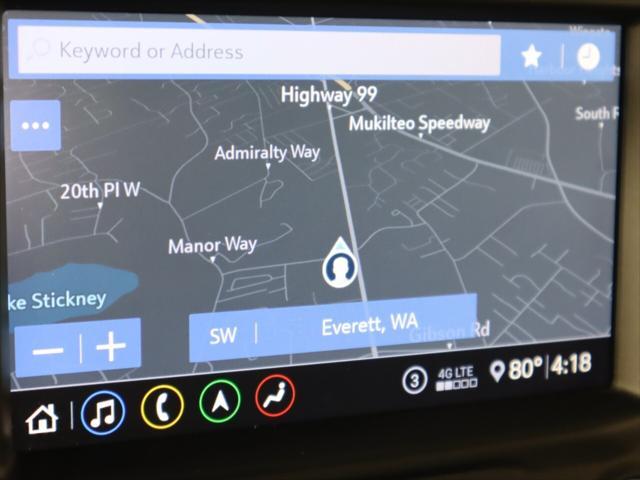 Keyword or Address
Highway 99
Mukilteo Speedway
South
Admiralty Way
20th Pl W
Manor Way
ke Stickney
SW
Everett, WA
Gibson Rd
3
4G LTE
80°
4:18